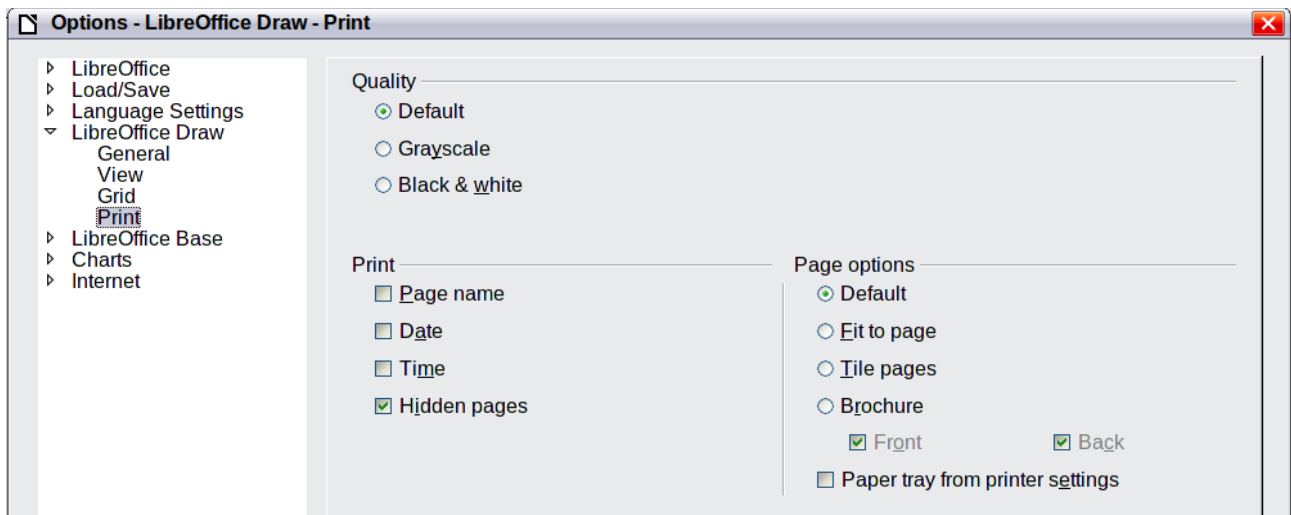 Options - LibreOffice Draw - Print
LibreOffice
Load/Save
Language Settings
LibreOffice Draw
General
View
Grid
Print
LibreOffice Base
Charts
Internet
Quality
Default
Grayscale
Black & white
Print
Page name
Date
Time
Hidden pages
Page options
Default
Fit to page
Tile pages
Brochure
Front Back
Paper tray from printer settings